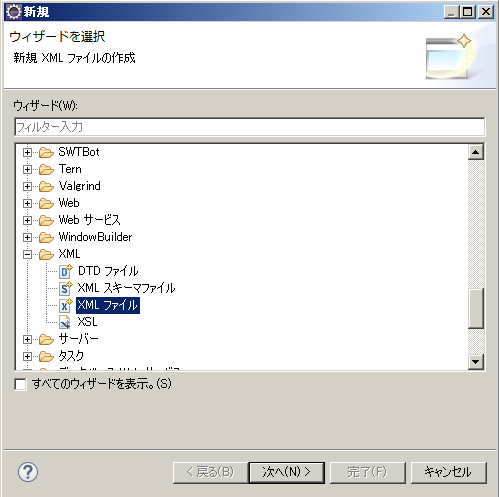 新規
ウィザードを選択
新規 XML ファイルの作成
ウィザード(W):
フィルター入力
SWTBot
Tern
Valgrind
Web
Web サービス
WindowBuilder
XML
DTD ファイル
XML スキーマファイル
XML ファイル
XSL
サーバー
タスク
すべてのウィザードを表示。(S)
< 戻る(B)
次へ(N) >
完了(F)
キャンセル